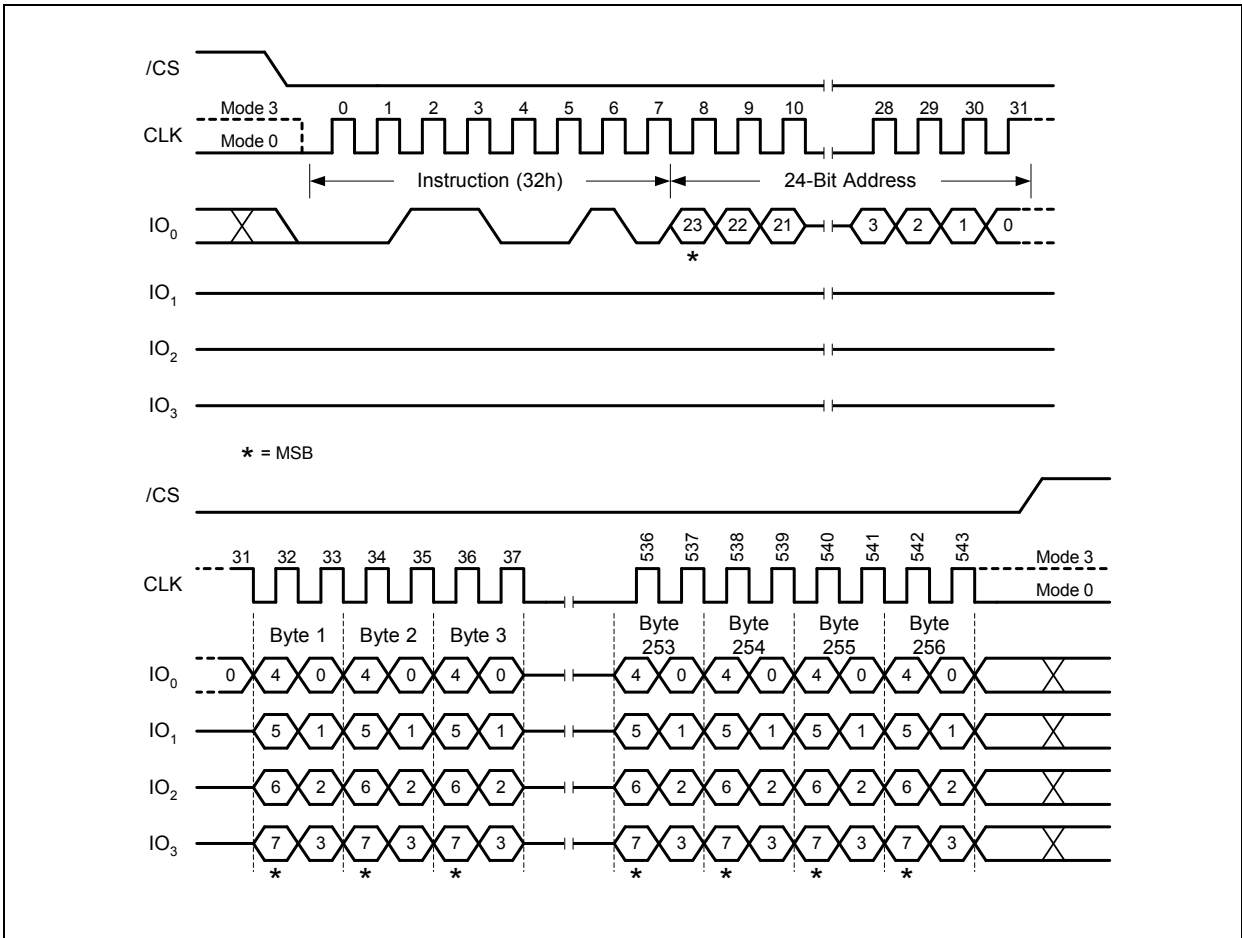 /CS
Mode 3 0 1 2 3 4 5 6 7 8 9 10 28 29 30 31
CLK
Mode 0
Instruction (32h) 24-Bit Address
IO0 23 22 21 3 2 1 0
*
IO1
IO2
IO3
* = MSB
/CS
31 32 33 34 35 36 37 536 537 538 539 540 541 542 543
Mode 3
CLK
Mode 0
Byte 1 Byte 2 Byte 3 Byte 253 Byte 254 Byte 255 Byte 256
IO0 0 4 0 4 0 4 0 4 0 4 0 4 0 4 0
IO1 5 1 5 1 5 1 5 1 5 1 5 1 5 1
IO2 6 2 6 2 6 2 6 2 6 2 6 2 6 2
IO3 7 3 7 3 7 3 7 3 7 3 7 3 7 3
* * * * * * *